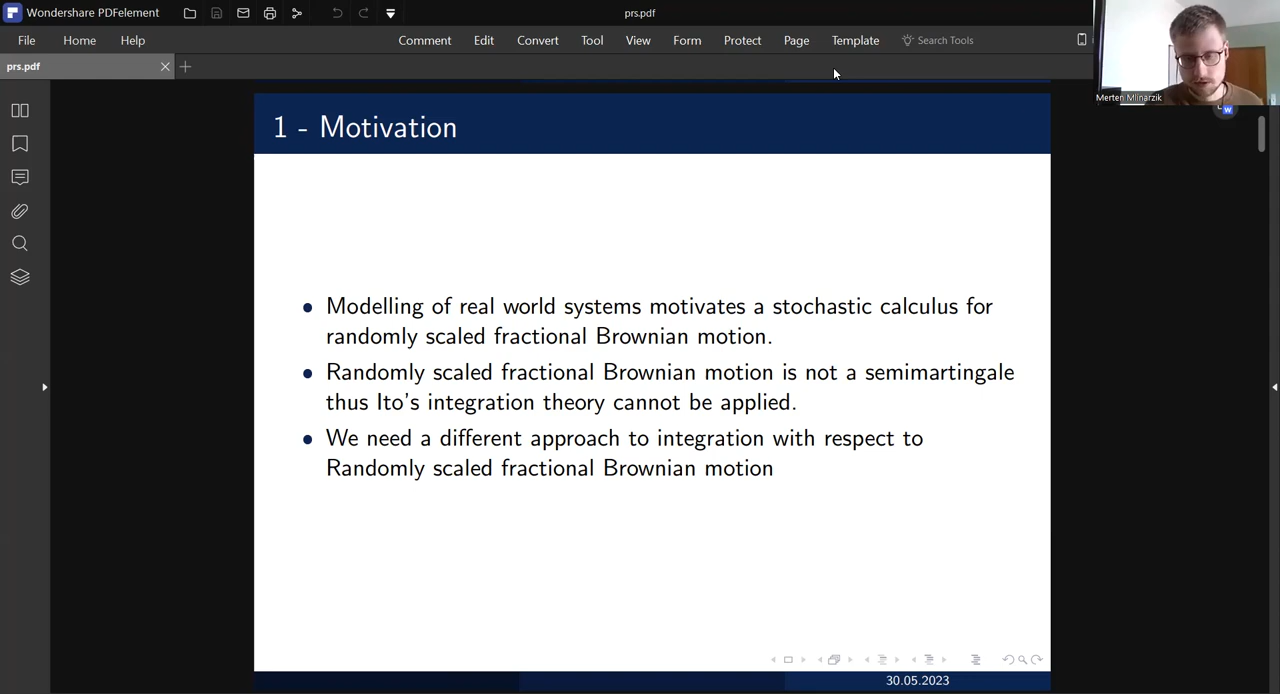 Wondershare PDFelement
prs.pdf
File Home Help Comment Edit Convert Tool View Form Protect Page Template Search Tools
prs.pdf
Merten Mlinarzik
W
1 - Motivation
Modelling of real world systems motivates a stochastic calculus for
randomly scaled fractional Brownian motion.
Randomly scaled fractional Brownian motion is not a semimartingale
thus Ito's integration theory cannot be applied.
We need a different approach to integration with respect to
Randomly scaled fractional Brownian motion
30.05.2023